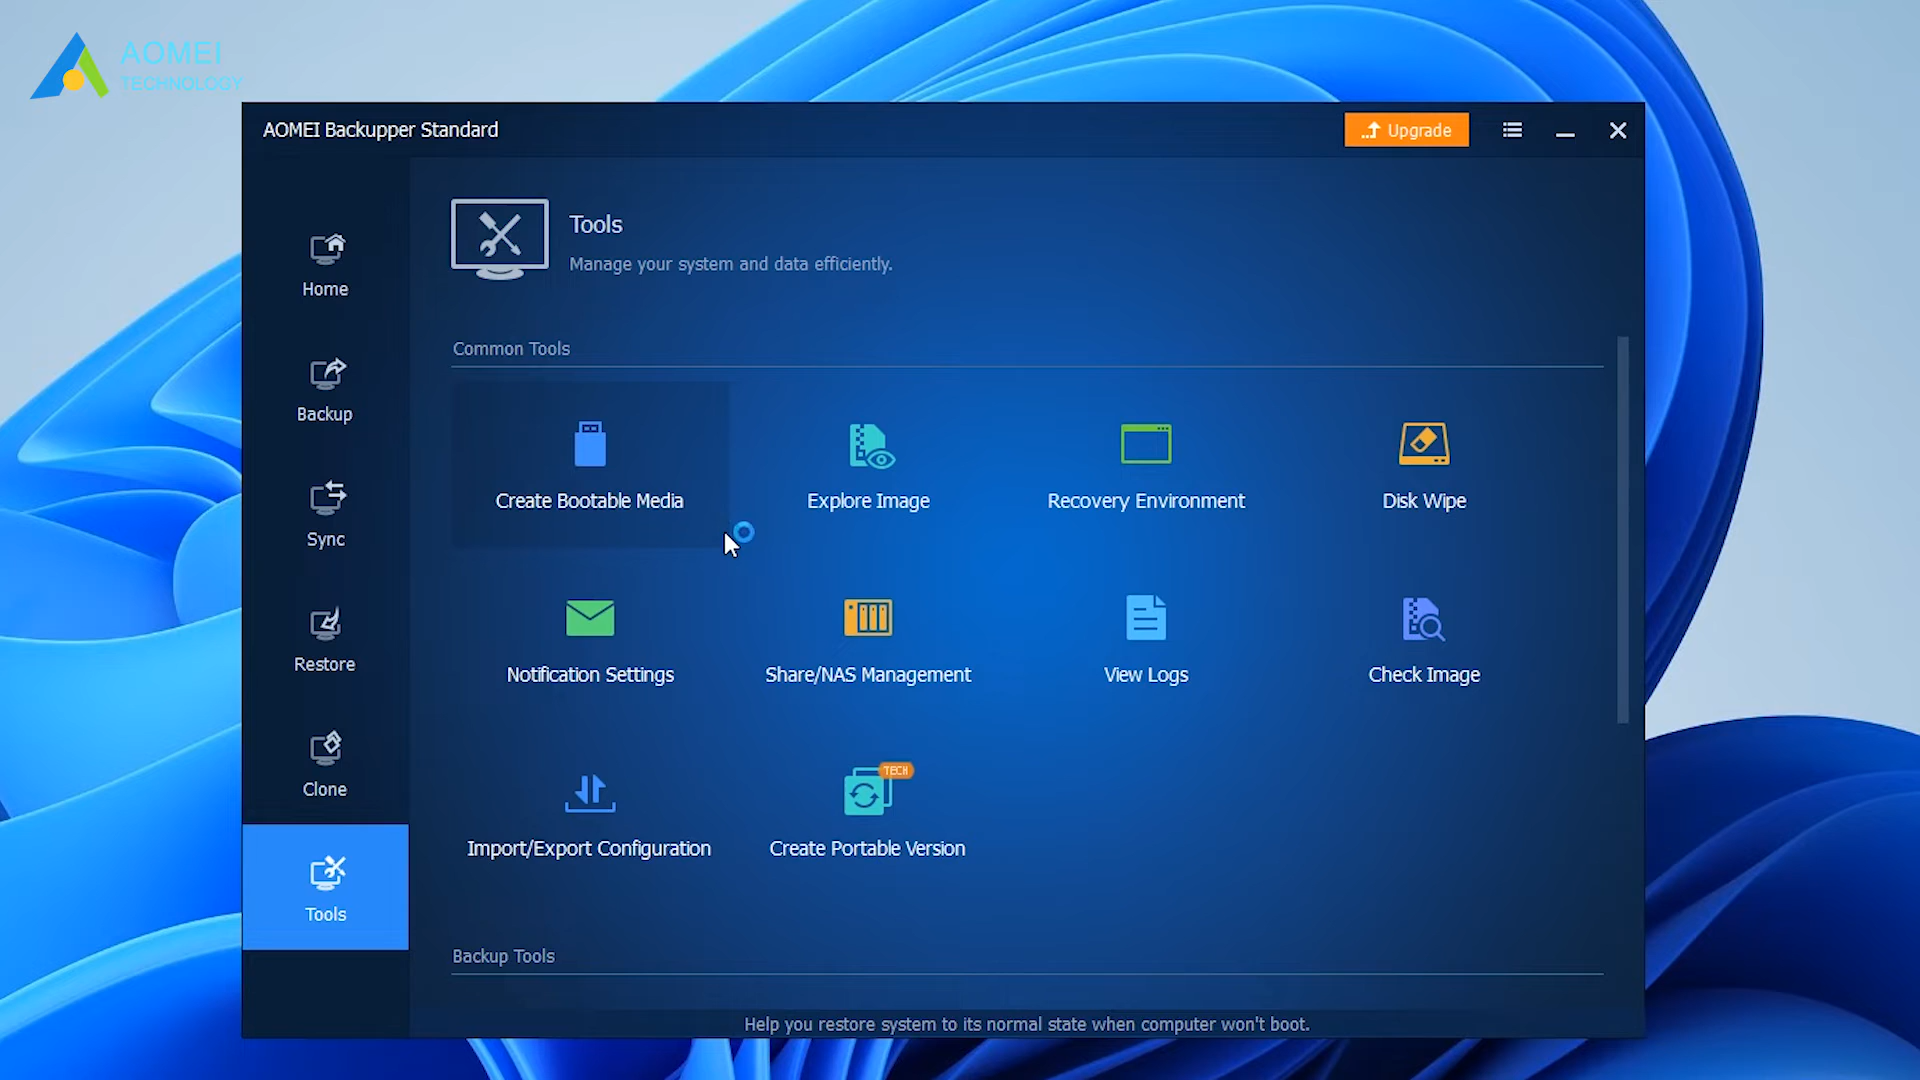 AOMEI
TECHNOLOGY
AOMEI Backupper Standard
Upgrade
Home
Backup
Sync
Restore
Clone
Tools
Tools
Manage your system and data efficiently.
Common Tools
Create Bootable Media
Explore Image
Recovery Environment
Disk Wipe
Notification Settings
Share/NAS Management
View Logs
Check Image
TECH
Import/Export Configuration
Create Portable Version
Backup Tools
Help you restore system to its normal state when computer won't boot.